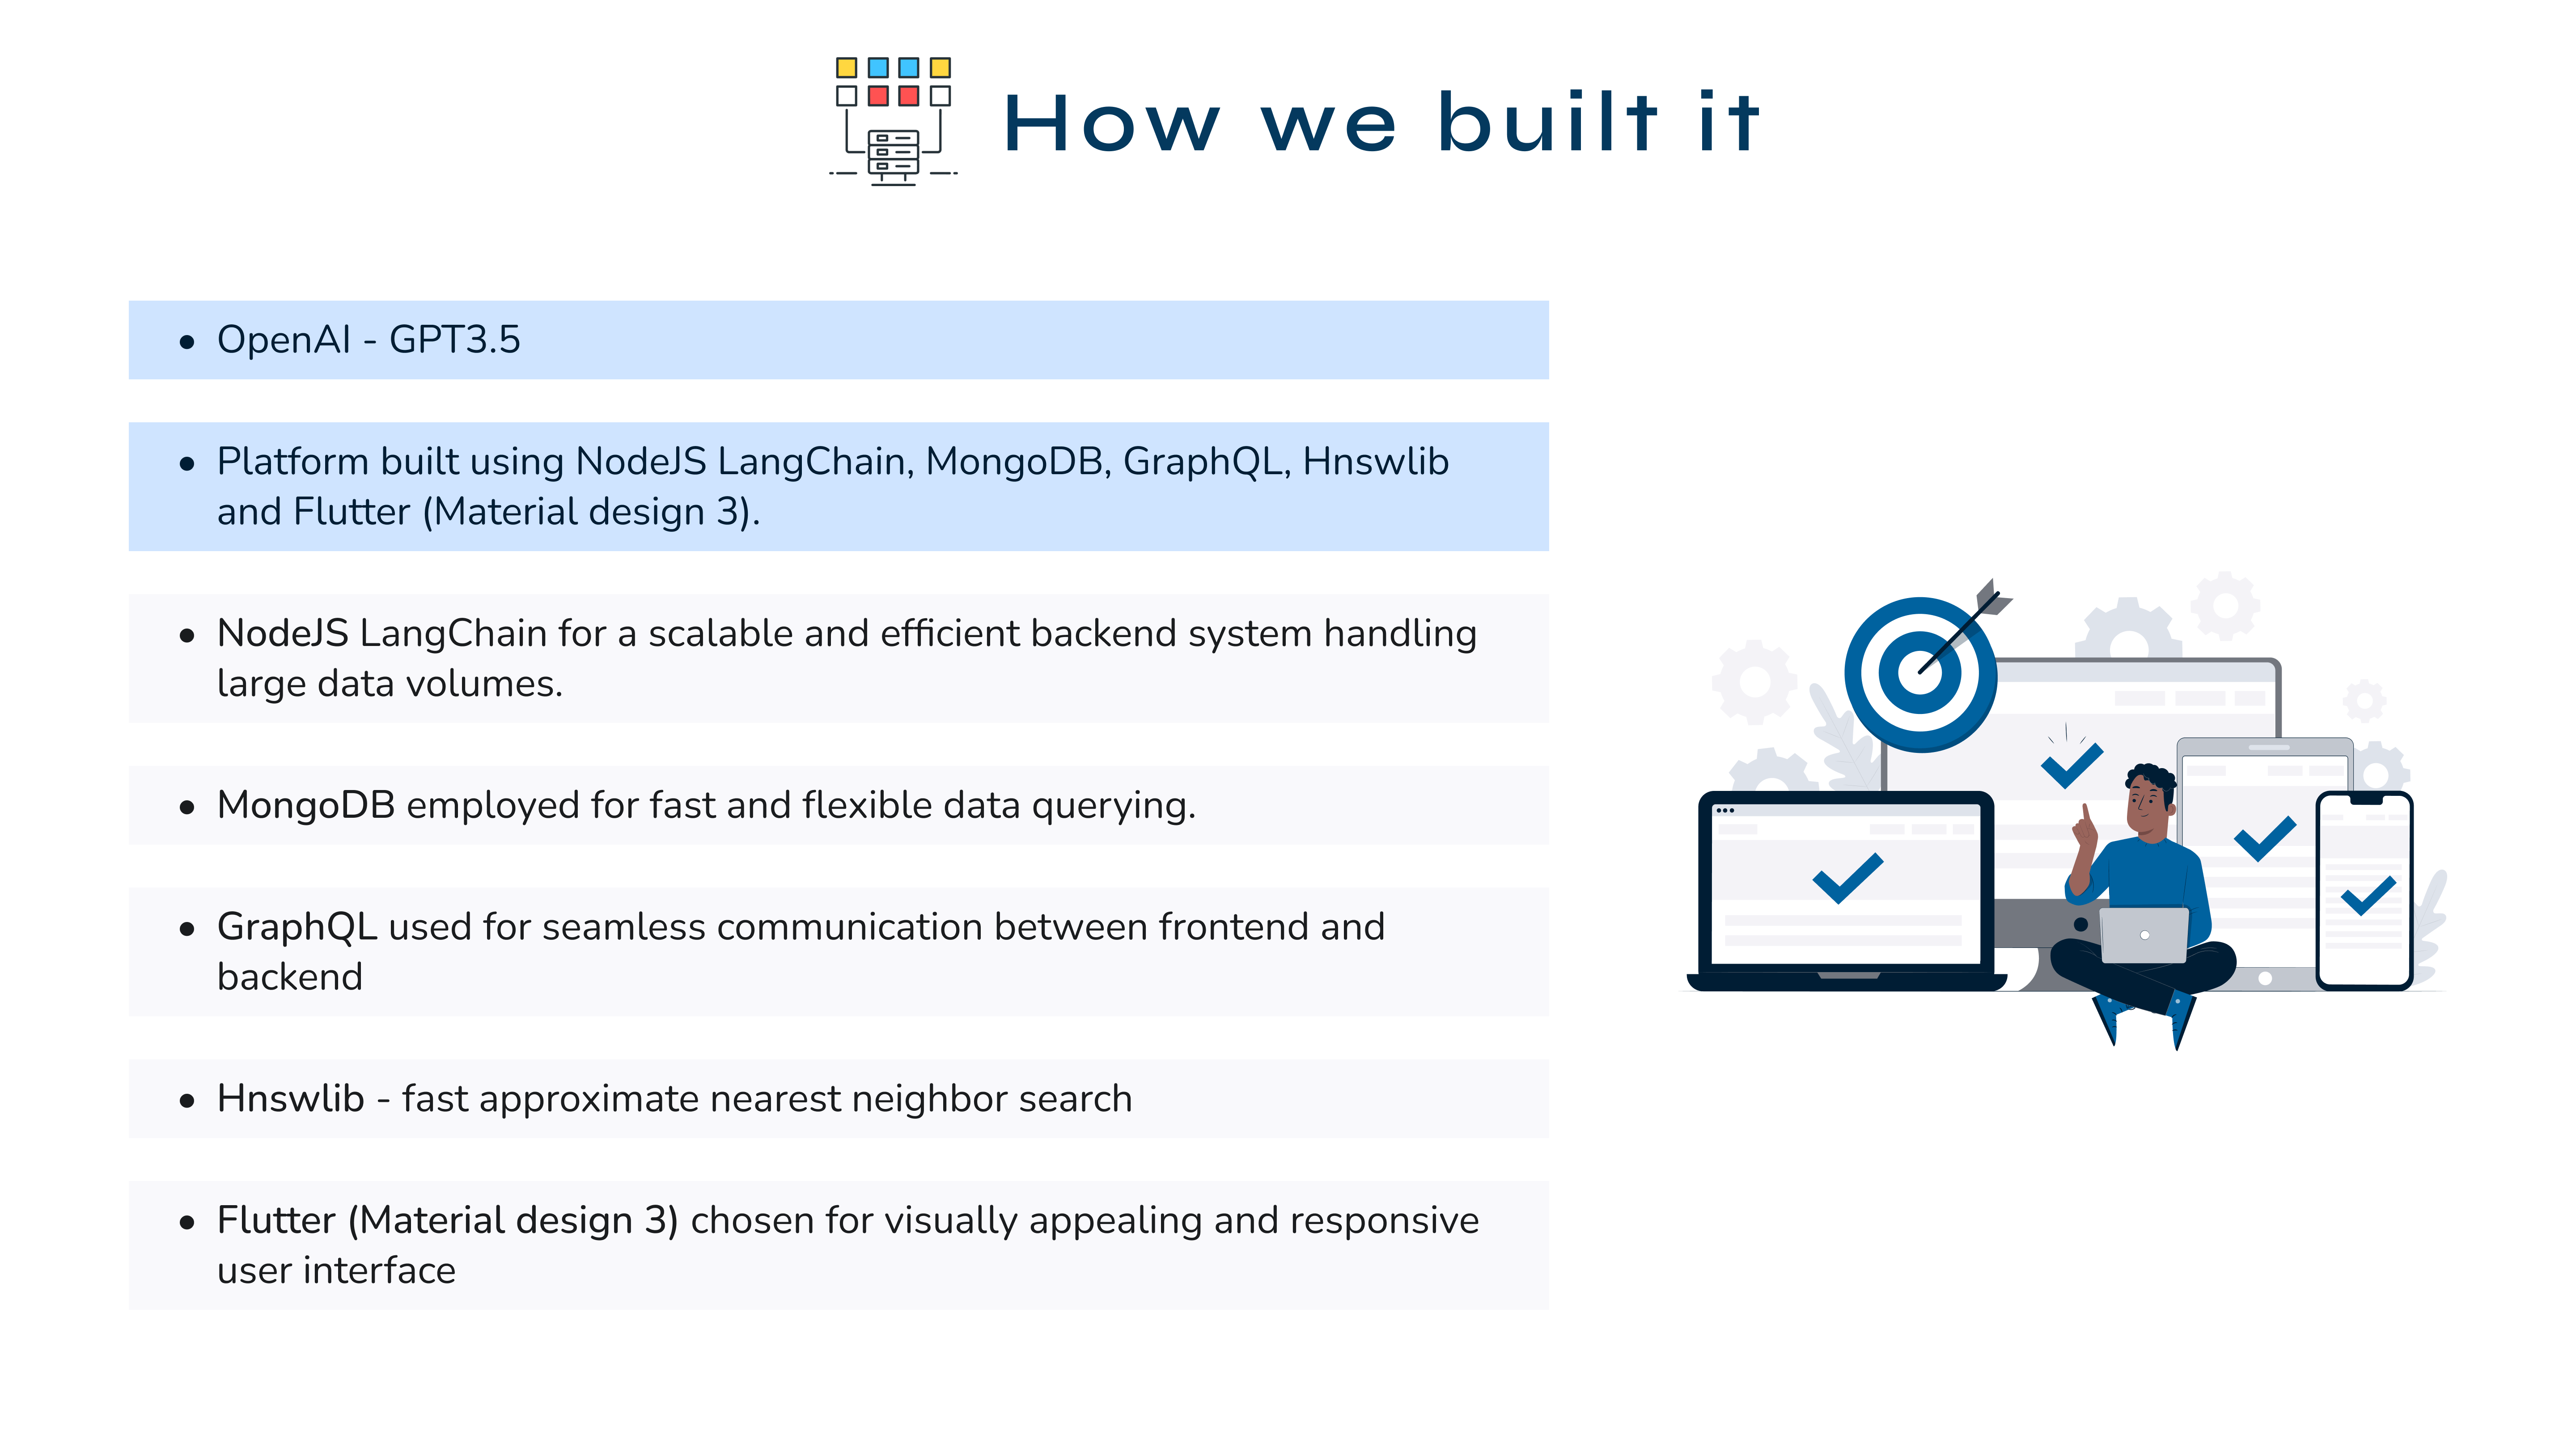 How we built it
• OpenAI - GPT3.5
• Platform built using NodeJS LangChain, MongoDB, GraphQL, Hnswlib
and Flutter (Material design 3).
• NodeJS LangChain for a scalable and efficient backend system handling
large data volumes.
• MongoDB employed for fast and flexible data querying.
• GraphQL used for seamless communication between frontend and
backend
• Hnswlib - fast approximate nearest neighbor search
• Flutter (Material design 3) chosen for visually appealing and responsive
user interface